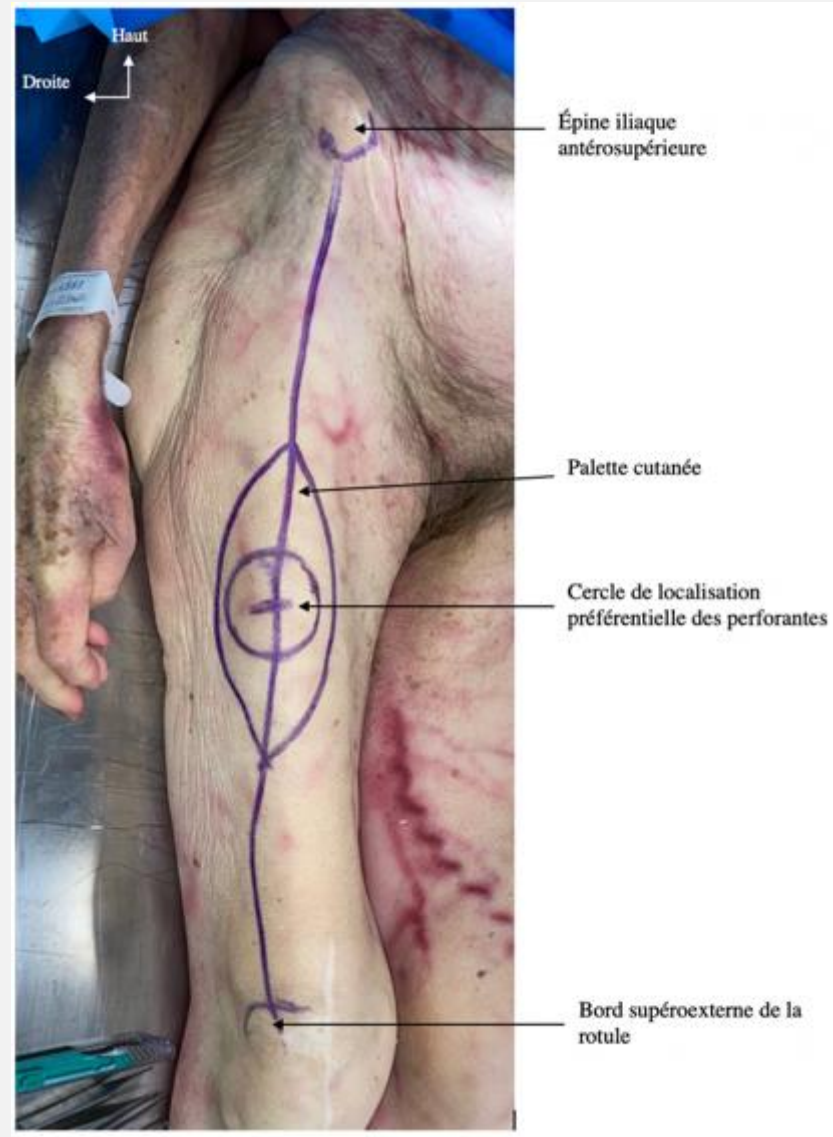 Haut
Droite
Épine iliaque
antérosupérieure
Palette cutanée
Cercle de localisation
préférentielle des perforantes
Bord supéroexterne de la
rotule